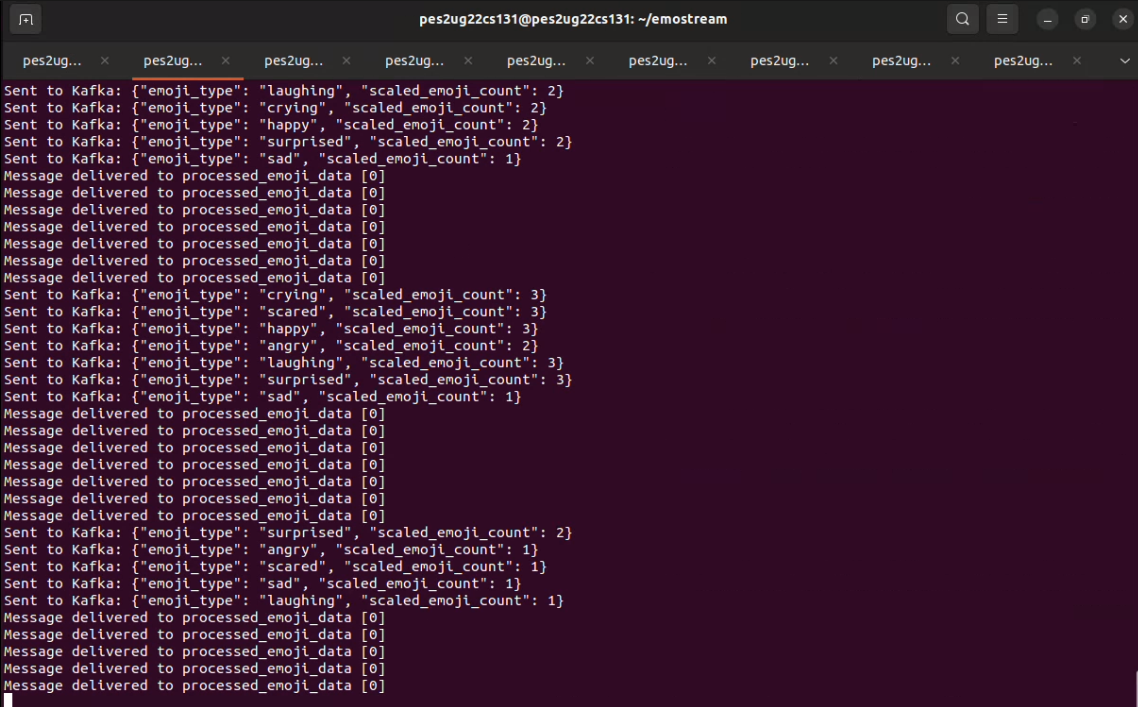 pes2ug22cs131@pes2ug22cs131: ~/emostream
pes2ug... pes2ug... pes2ug... pes2ug... pes2ug... pes2ug... pes2ug... pes2ug... pes2ug...
Sent to Kafka: {"emoji_type": "laughing", "scaled_emoji_count": 2}
Sent to Kafka: {"emoji_type": "crying", "scaled_emoji_count": 2}
Sent to Kafka: {"emoji_type": "happy", "scaled_emoji_count": 2}
Sent to Kafka: {"emoji_type": "surprised", "scaled_emoji_count": 2}
Sent to Kafka: {"emoji_type": "sad", "scaled_emoji_count": 1}
Message delivered to processed_emoji_data [0]
Message delivered to processed_emoji_data [0]
Message delivered to processed_emoji_data [0]
Message delivered to processed_emoji_data [0]
Message delivered to processed_emoji_data [0]
Message delivered to processed_emoji_data [0]
Message delivered to processed_emoji_data [0]
Sent to Kafka: {"emoji_type": "crying", "scaled_emoji_count": 3}
Sent to Kafka: {"emoji_type": "scared", "scaled_emoji_count": 3}
Sent to Kafka: {"emoji_type": "happy", "scaled_emoji_count": 3}
Sent to Kafka: {"emoji_type": "angry", "scaled_emoji_count": 2}
Sent to Kafka: {"emoji_type": "laughing", "scaled_emoji_count": 3}
Sent to Kafka: {"emoji_type": "surprised", "scaled_emoji_count": 3}
Sent to Kafka: {"emoji_type": "sad", "scaled_emoji_count": 1}
Message delivered to processed_emoji_data [0]
Message delivered to processed_emoji_data [0]
Message delivered to processed_emoji_data [0]
Message delivered to processed_emoji_data [0]
Message delivered to processed_emoji_data [0]
Message delivered to processed_emoji_data [0]
Message delivered to processed_emoji_data [0]
Sent to Kafka: {"emoji_type": "surprised", "scaled_emoji_count": 2}
Sent to Kafka: {"emoji_type": "angry", "scaled_emoji_count": 1}
Sent to Kafka: {"emoji_type": "scared", "scaled_emoji_count": 1}
Sent to Kafka: {"emoji_type": "sad", "scaled_emoji_count": 1}
Sent to Kafka: {"emoji_type": "laughing", "scaled_emoji_count": 1}
Message delivered to processed_emoji_data [0]
Message delivered to processed_emoji_data [0]
Message delivered to processed_emoji_data [0]
Message delivered to processed_emoji_data [0]
Message delivered to processed_emoji_data [0]